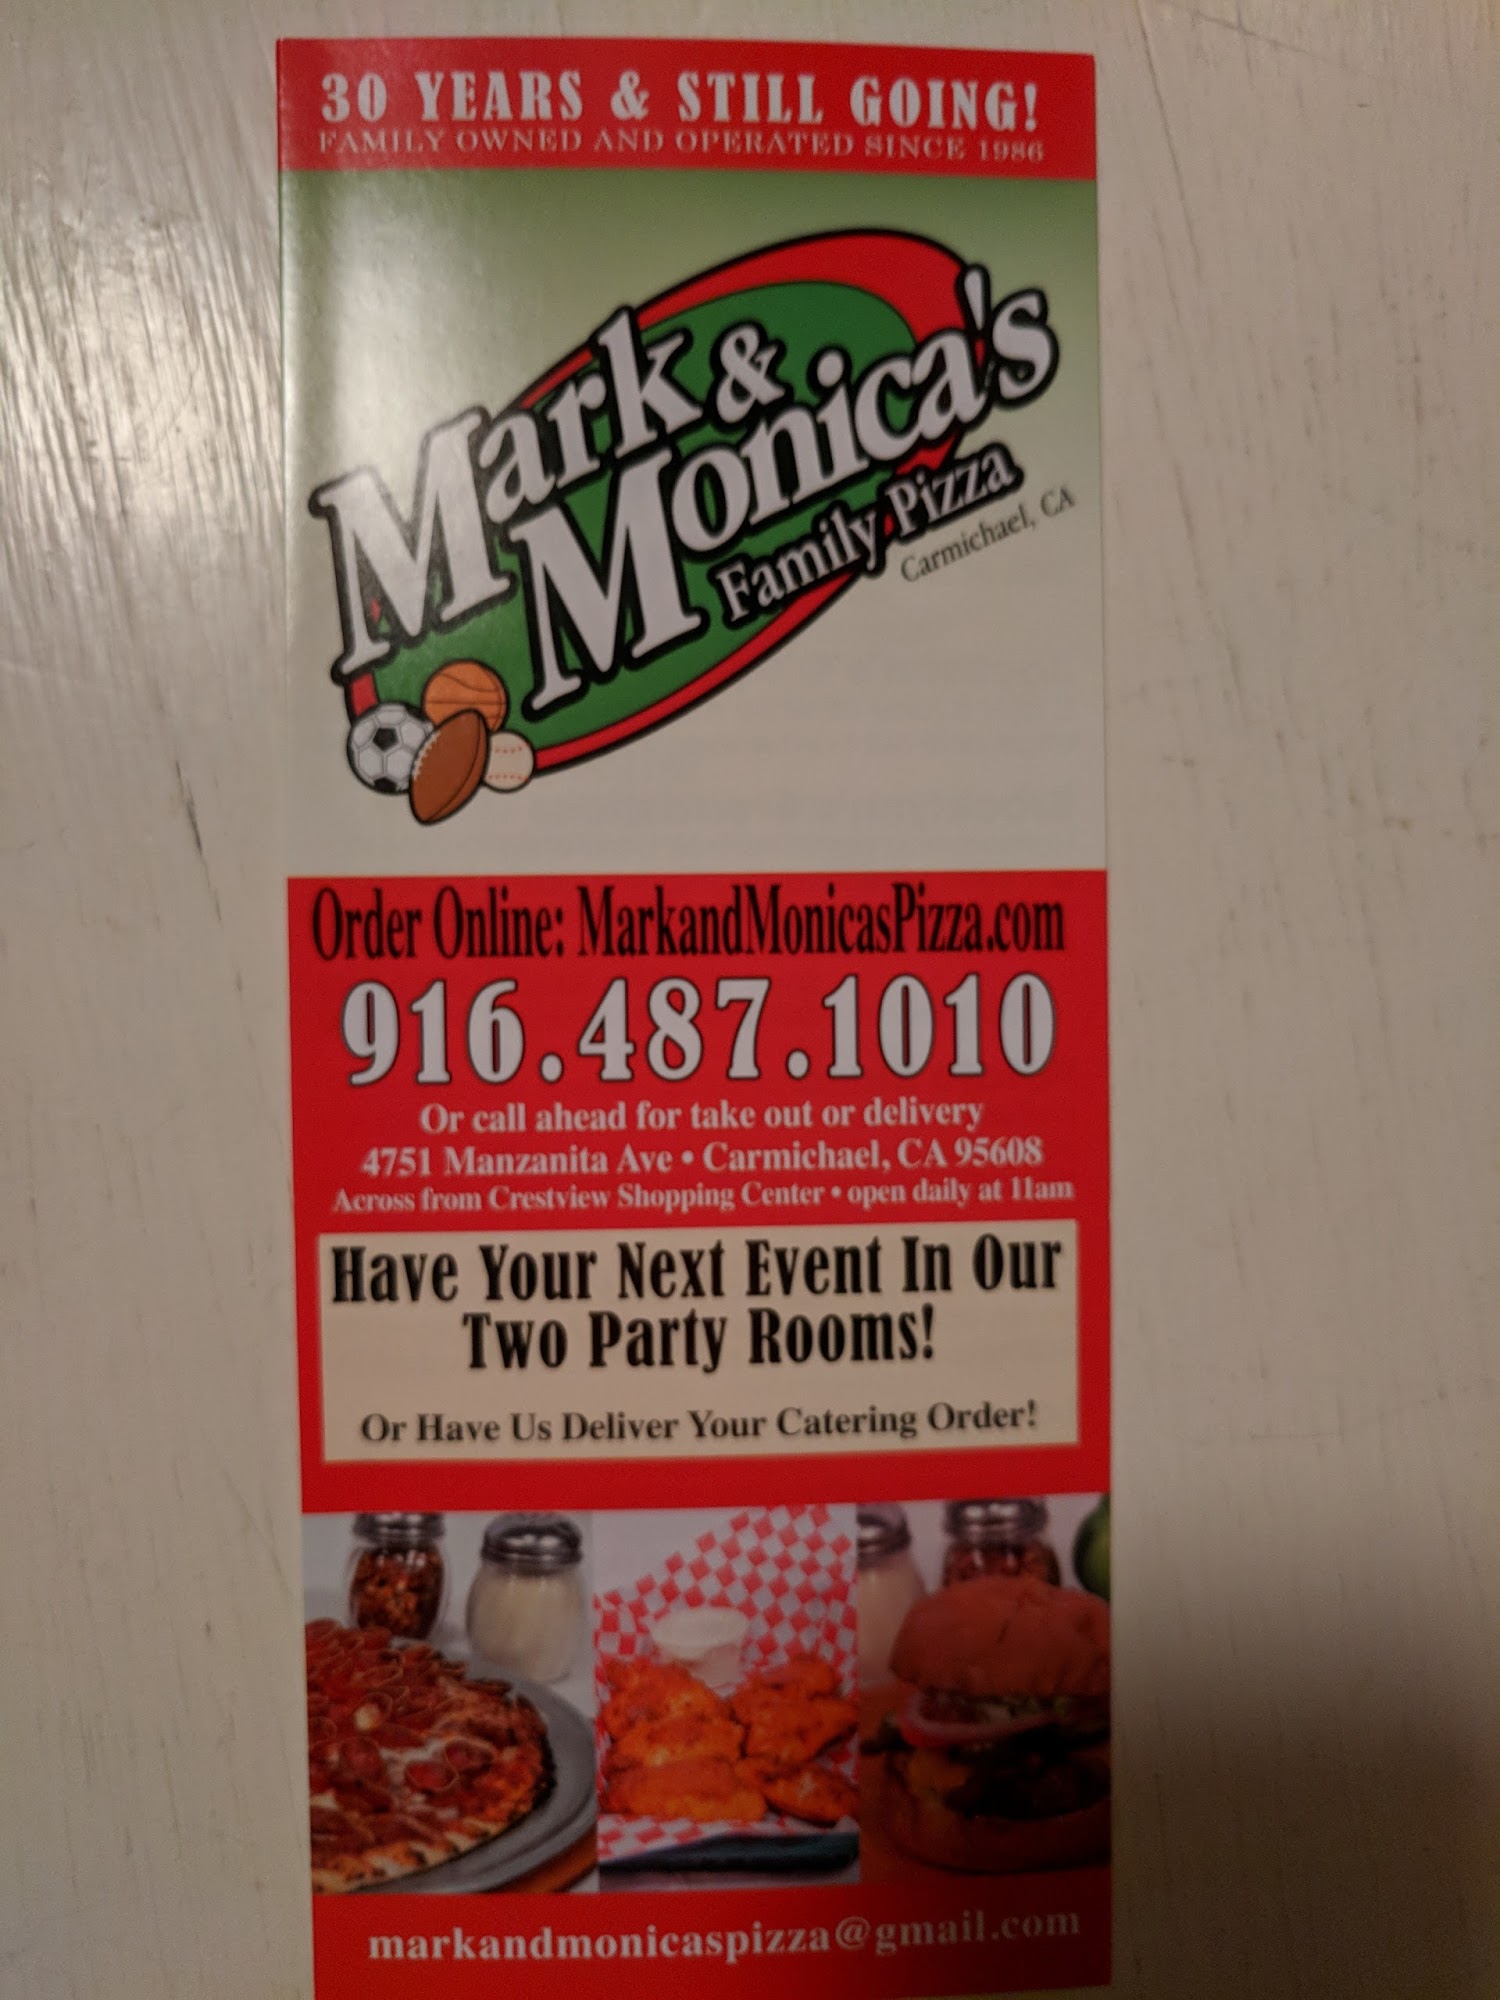 30 YEARS & STILL GOING!
FAMILY OWNED AND OPERATED SINCE 1986
Mark &
Monica's
Family Pizza
Carmichael, CA
Order Online: MarkandMonicasPizza.com
916.487.1010
Or call ahead for take out or delivery
4751 Manzanita Ave • Carmichael, CA 95608
Across from Crestview Shopping Center • open daily at 11am
Have Your Next Event In Our
Two Party Rooms!
Or Have Us Deliver Your Catering Order!
markandmonicaspizza@gmail.com